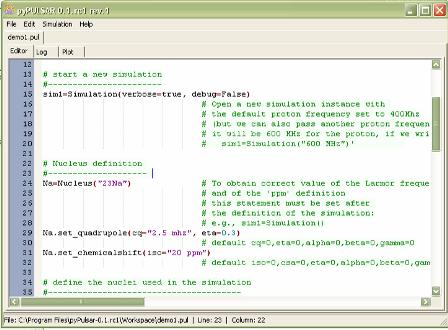 pyPULSAR-0.1.rc1 rev.1
File Edit Simulation Help
demo1.pul
Editor Log Plot
12
13 # start a new simulation
14 #-----------------------
15 sim1=Simulation(verbose=true, debug=False)
16 # Open a new simulation instance with
17 # the default proton frequency set to 400Mhz
18 # (but we can also pass another proton frequen
19 # it will be 600 KHz for the proton, if we wri
20 # sim1=Simulation("600 MHz")'
21
22 # Nucleus definition
23 #--------------------
24 Na=Nucleus("23Na") # To obtain correct value of the Larmor freque
25 # and of the 'ppm' definition
26 # this statement must be set after
27 # the definition of the simulation:
28 # e.g., sim1=Simulation()
29 Na.set_quadrupole(cq="2.5 mhz", eta=0.3)
30 # default cq=0,eta=0,alpha=0,beta=0,gamma=0
31 Na.set_chemicalshift(iso="20 ppm")
32 # default iso=0,csa=0,eta=0,alpha=0,beta=0,gam
33
34 # define the nuclei used in the simulation
35 #-----------------------------------------
File: C:\Program Files\pyPulsar-0.1.rc1\Workspace\demo1.pul | Line: 23 | Column: 22